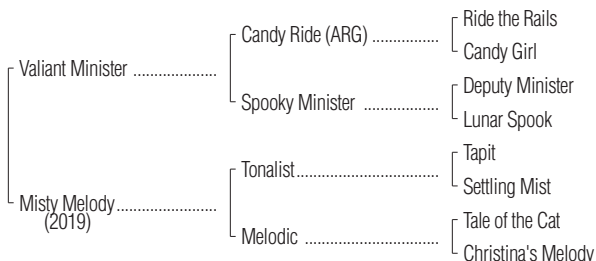 Ride the Rails
Candy Ride (ARG) ................
Candy Girl
Valiant Minister ....................
Deputy Minister
Spooky Minister ..................
Lunar Spook
Tapit
Tonalist..................................
Settling Mist
Misty Melody........................
(2019)
Tale of the Cat
Melodic ................................
Christina's Melody